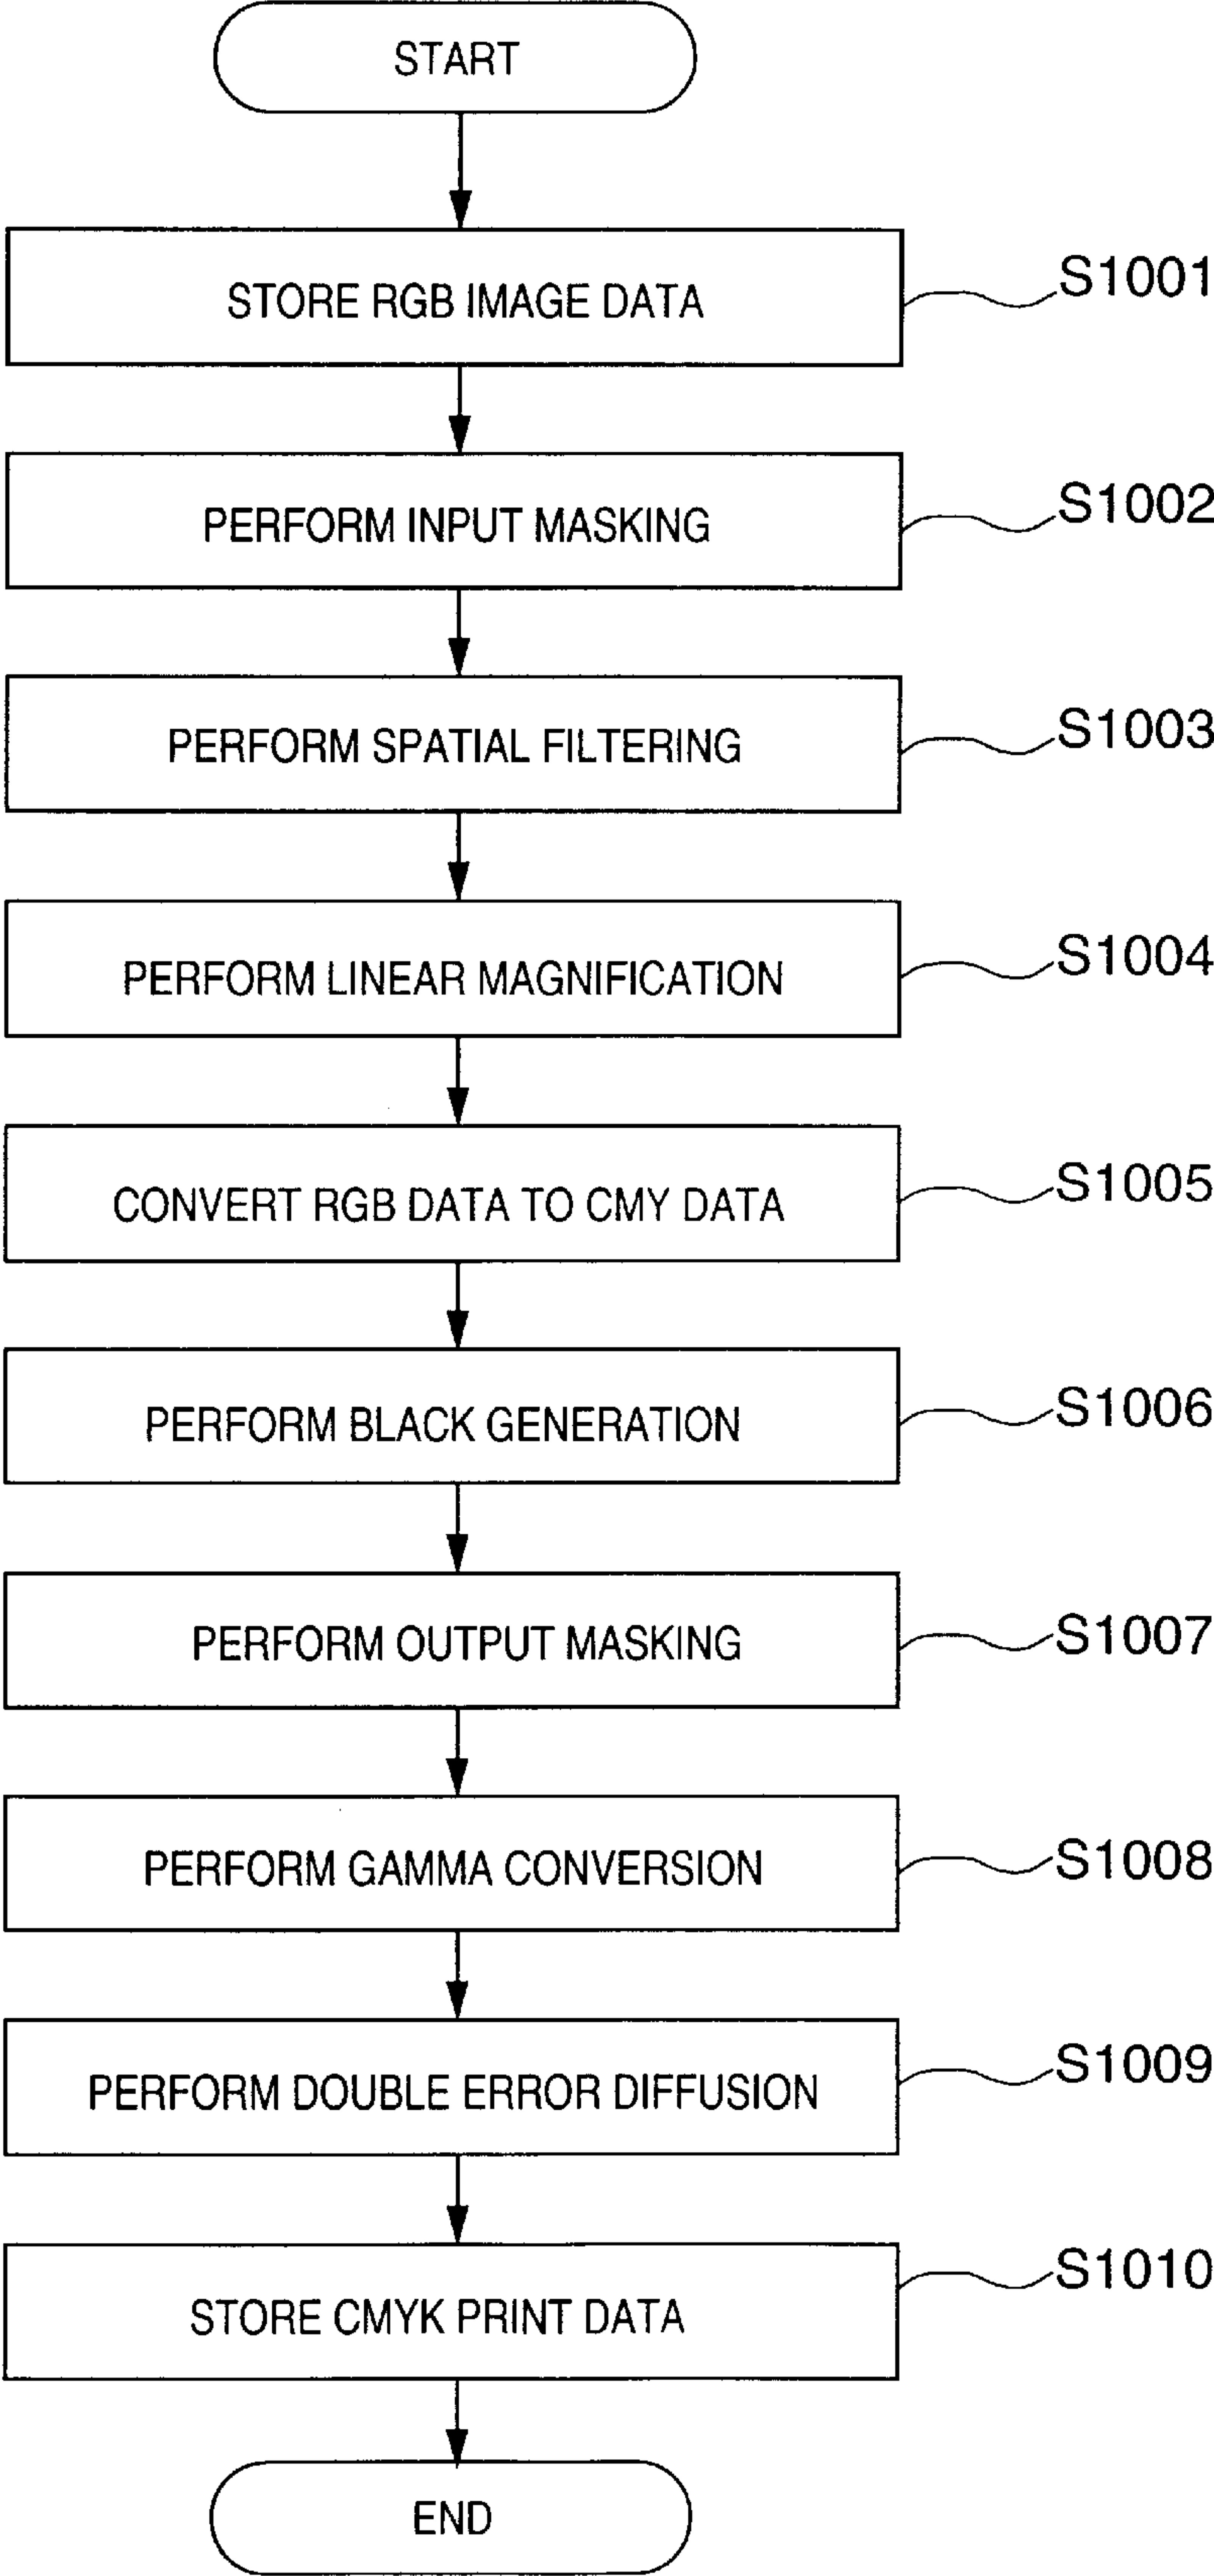 START
STORE RGB IMAGE DATA
S1001
PERFORM INPUT MASKING
S1002
PERFORM SPATIAL FILTERING
S1003
PERFORM LINEAR MAGNIFICATION
S1004
CONVERT RGB DATA TO CMY DATA
S1005
PERFORM BLACK GENERATION
S1006
PERFORM OUTPUT MASKING
S1007
PERFORM GAMMA CONVERSION
S1008
PERFORM DOUBLE ERROR DIFFUSION
S1009
STORE CMYK PRINT DATA
S1010
END